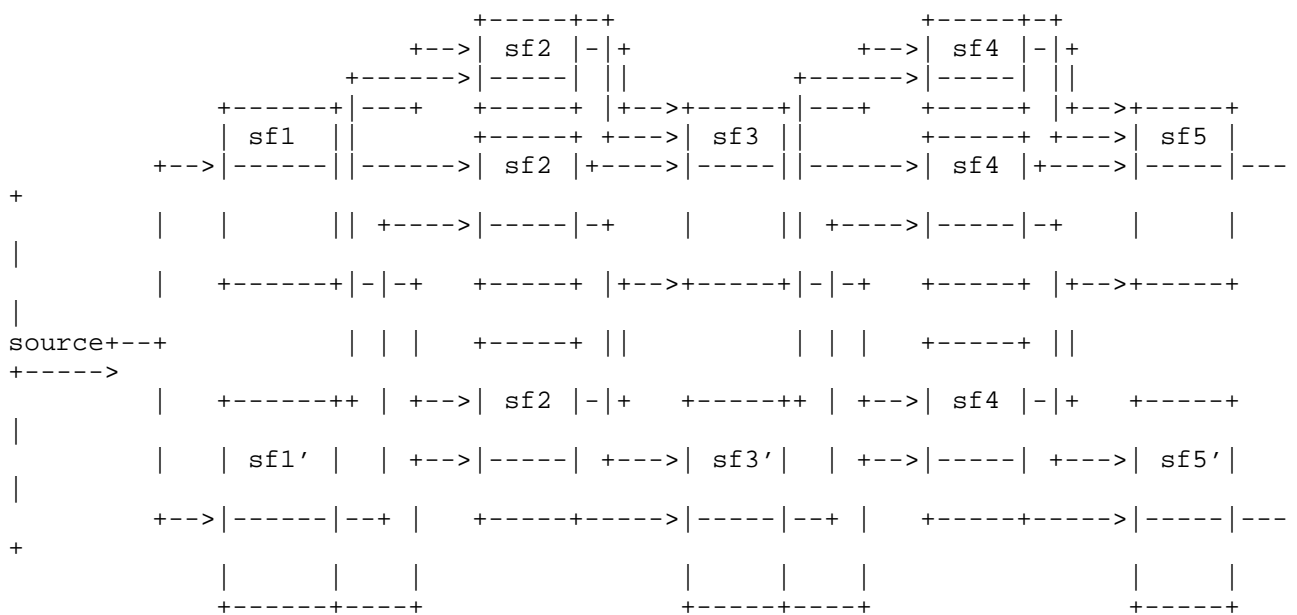 +-----+-+                         +-----+-+
                                 +-->| sf2 |-|+                    +-->| sf4 |-|+
                             +------>|-----| ||                +------>|-----| ||
                     +------+|---+   +-----+ |+-->+-----+|---+   +-----+ |+-->+-----+
                     | sf1  ||       +-----+ +--->| sf3 ||       +-----+ +--->| sf5 |
                 +-->|------||------>| sf2 |+---->|-----||------>| sf4 |+---->|-----|---
+
                 |   |      || +---->|-----|-+    |     || +---->|-----|-+    |     |
|
                 |   +------+|-|-+   +-----+ |+-->+-----+|-|-+   +-----+ |+-->+-----+
|
source+--+            | | |   +-----+ ||          | | |   +-----+ ||
+----->
                 |   +------++ | +-->| sf2 |-|+   +-----++ | +-->| sf4 |-|+   +-----+
|
                 |   | sf1’ |  | +-->|-----| +--->| sf3’|  | +-->|-----| +--->| sf5’|
|
                 +-->|------|--+ |   +-----+----->|-----|--+ |   +-----+----->|-----|---
+
                     |      |    |                |     |    |                |     |
                     +------+----+                +-----+----+                +-----+